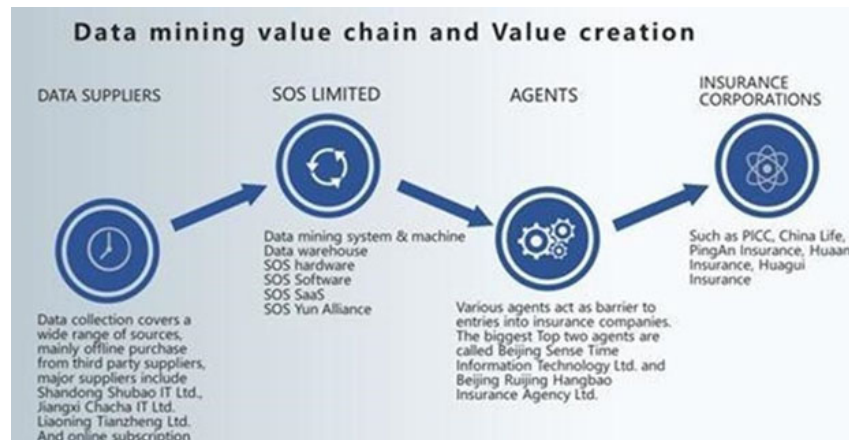 Data mining value chain and Value creation
DATA SUPPLIERS
Data collection covers a
wide range of sources,
mainly offline purchase
from third party suppliers,
major suppliers include
Shandong Shubao IT Ltd.,
Jiangxi Chacha IT Ltd.
Liaoning Tianzheng Ltd.
And online subscription
SOS LIMITED
Data mining system & machine
Data warehouse
SOS hardware
SOS Software
SOS SaaS
SOS Yun Alliance
AGENTS
Various agents act as barrier to
entries into insurance companies.
The biggest Top two agents are
called Beijing Sense Time
Information Technology Ltd. and
Beijing Ruijing Hangbao
Insurance Agency Ltd.
INSURANCE
CORPORATIONS
Such as PICC, China Life,
PingAn Insurance, Huaan
Insurance, Huagui
Insurance